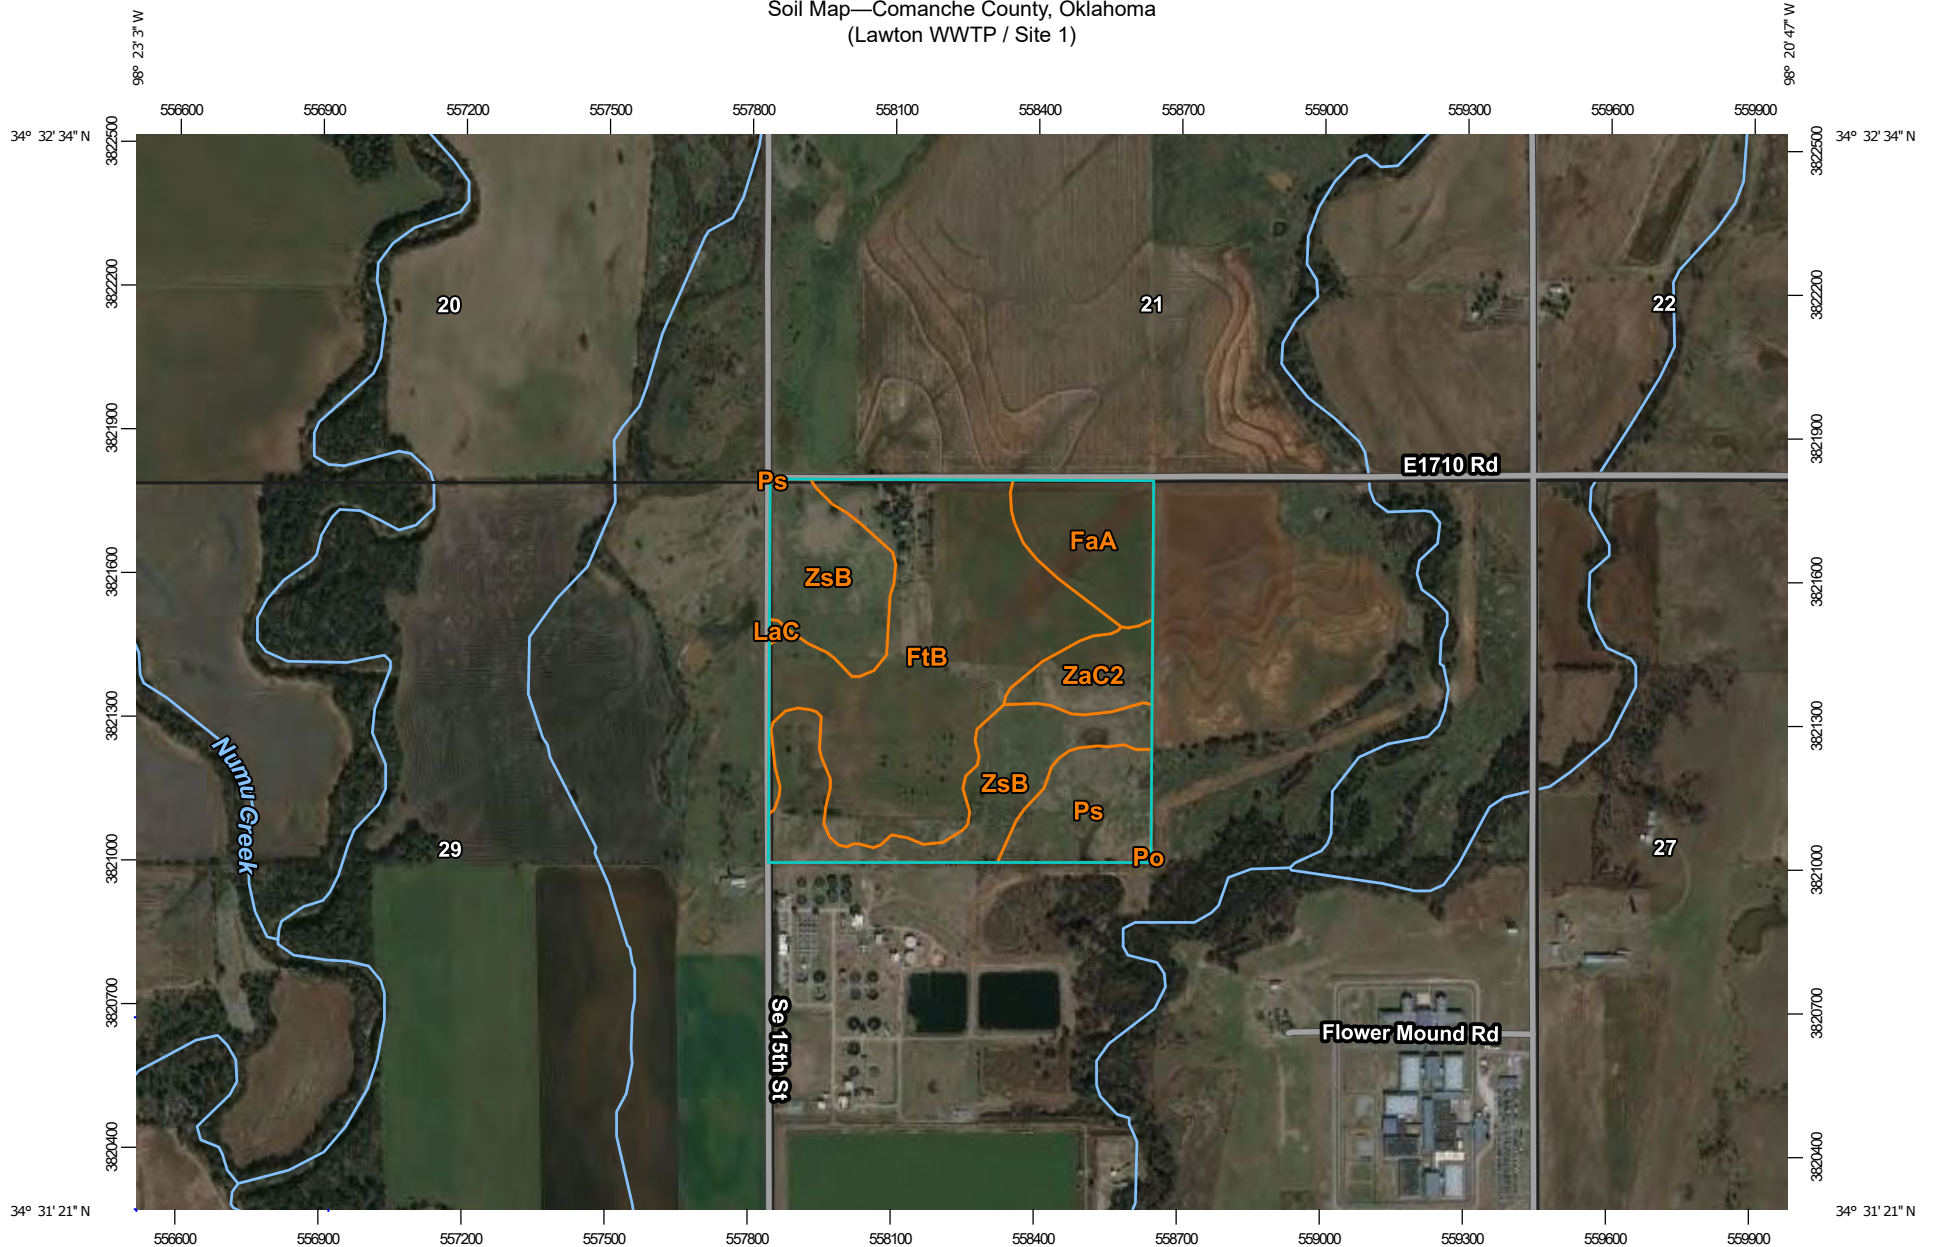 Soil Map—Comanche County, Oklahoma
(Lawton WWTP / Site 1)
98° 23' 3" W
98° 20' 47" W
556600 556900 557200 557500 557800 558100 558400 558700 559000 559300 559600 559900
34° 32' 34" N
34° 32' 34" N
3822500
3822500
3822200
3822200
20
21
22
3821900
3821900
E1710 Rd
Ps
FaA
3821600
3821600
ZsB
LaC
FtB
ZaC2
3821300
3821300
Numu Creek
ZsB
Ps
29
27
Po
3821000
3821000
3820700
3820700
Se 15th St
Flower Mound Rd
3820400
3820400
34° 31' 21" N
34° 31' 21" N
556600 556900 557200 557500 557800 558100 558400 558700 559000 559300 559600 559900